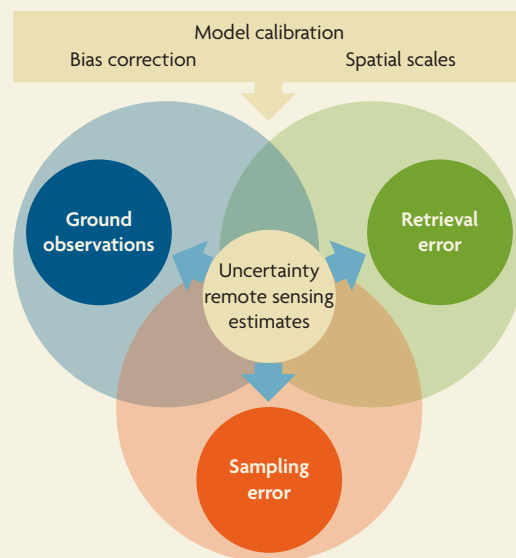 Model calibration
Bias correction
Spatial scales
Ground
observations
Retrieval
error
Uncertainty
remote sensing
estimates
Sampling
error